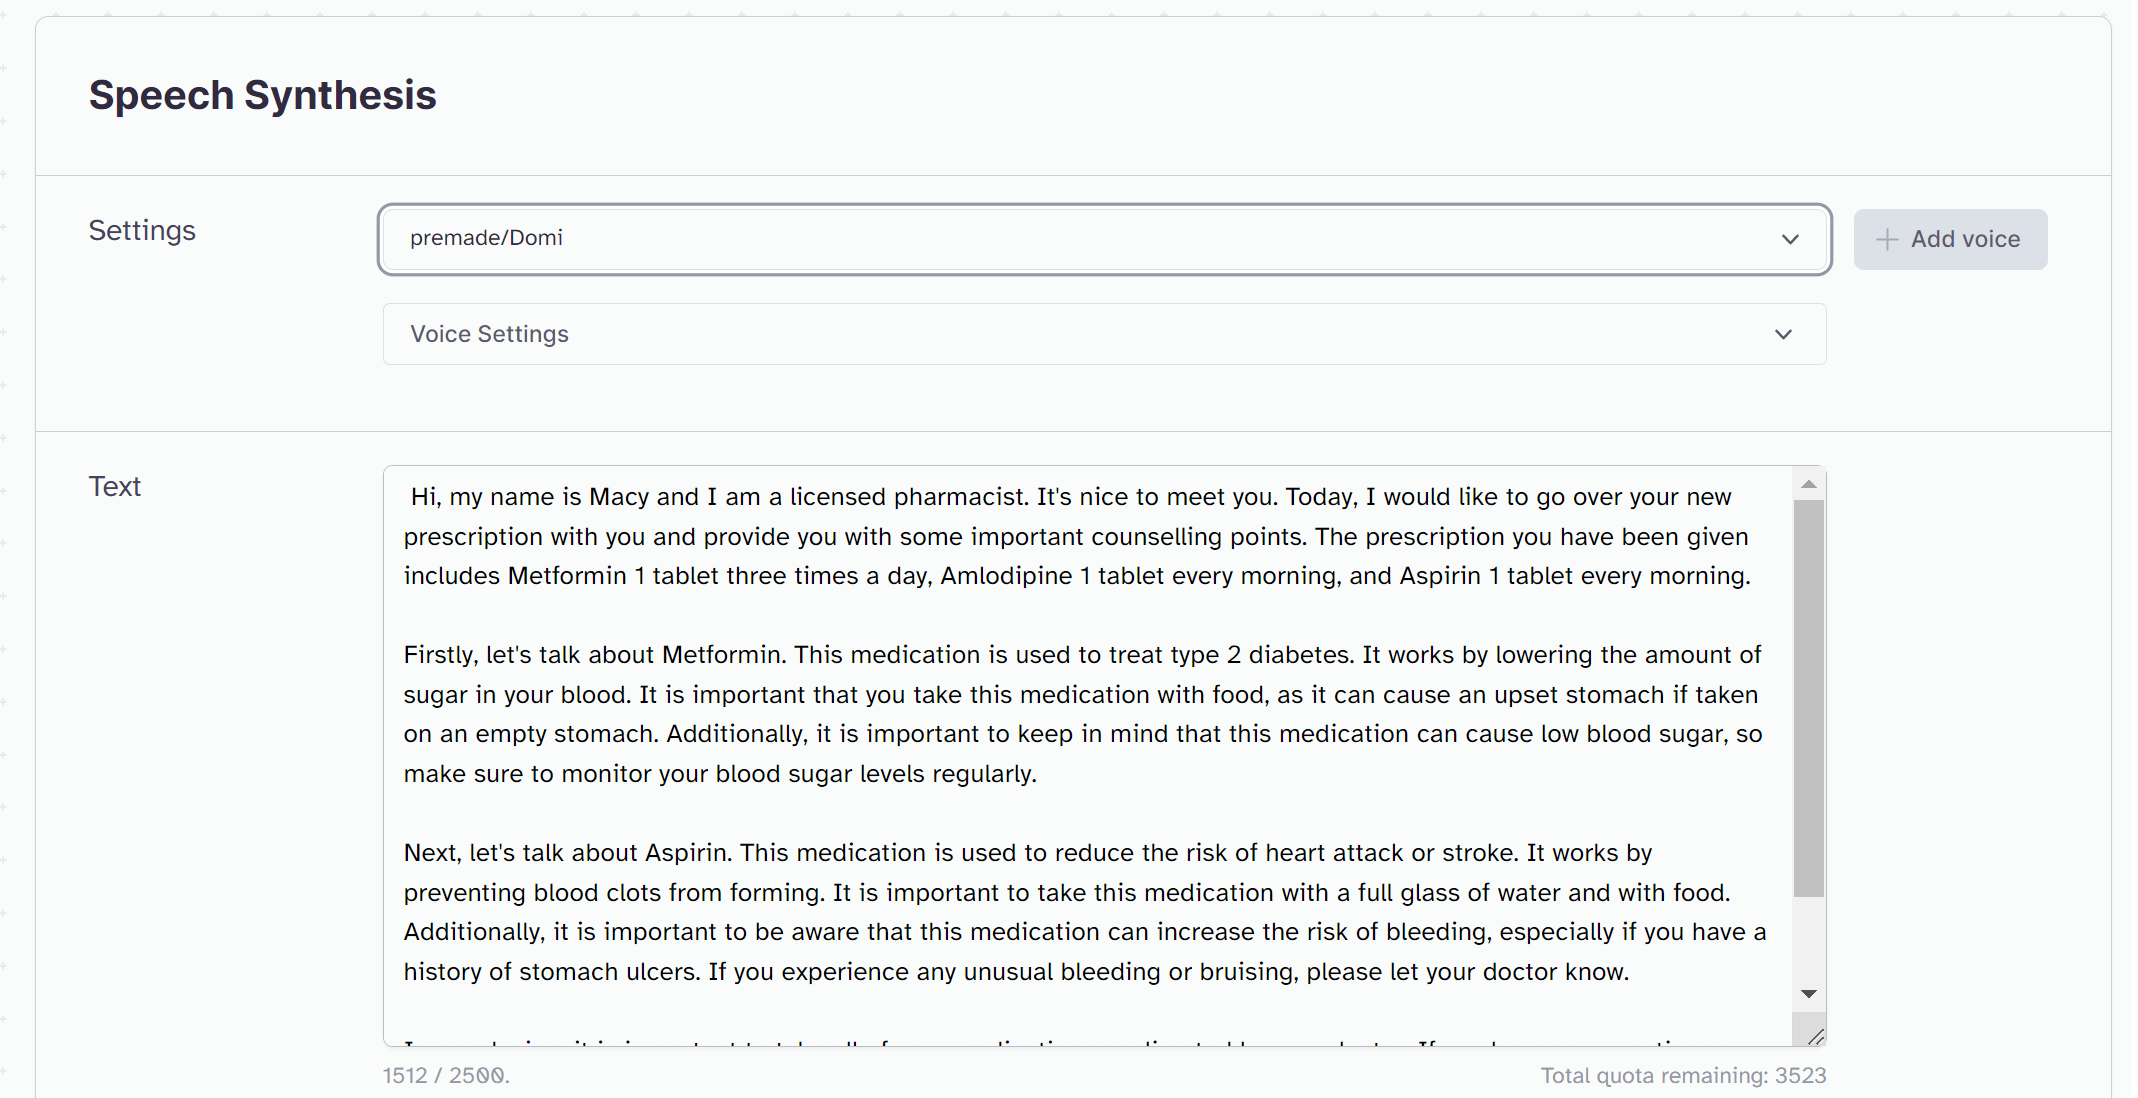 Speech Synthesis
Settings
premade/Domi
+ Add voice
Voice Settings
Text
Hi, my name is Macy and I am a licensed pharmacist. It's nice to meet you. Today, I would like to go over your new
prescription with you and provide you with some important counselling points. The prescription you have been given
includes Metformin 1 tablet three times a day, Amlodipine 1 tablet every morning, and Aspirin 1 tablet every morning.
Firstly, let's talk about Metformin. This medication is used to treat type 2 diabetes. It works by lowering the amount of
sugar in your blood. It is important that you take this medication with food, as it can cause an upset stomach if taken
on an empty stomach. Additionally, it is important to keep in mind that this medication can cause low blood sugar, so
make sure to monitor your blood sugar levels regularly.
Next, let's talk about Aspirin. This medication is used to reduce the risk of heart attack or stroke. It works by
preventing blood clots from forming. It is important to take this medication with a full glass of water and with food.
Additionally, it is important to be aware that this medication can increase the risk of bleeding, especially if you have a
history of stomach ulcers. If you experience any unusual bleeding or bruising, please let your doctor know.
1512 / 2500.
Total quota remaining: 3523